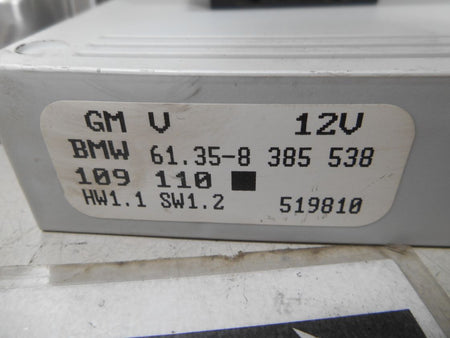 GM V 12V
BMW 61.35-8 385 538
109 110
HW1.1 SW1.2 519810